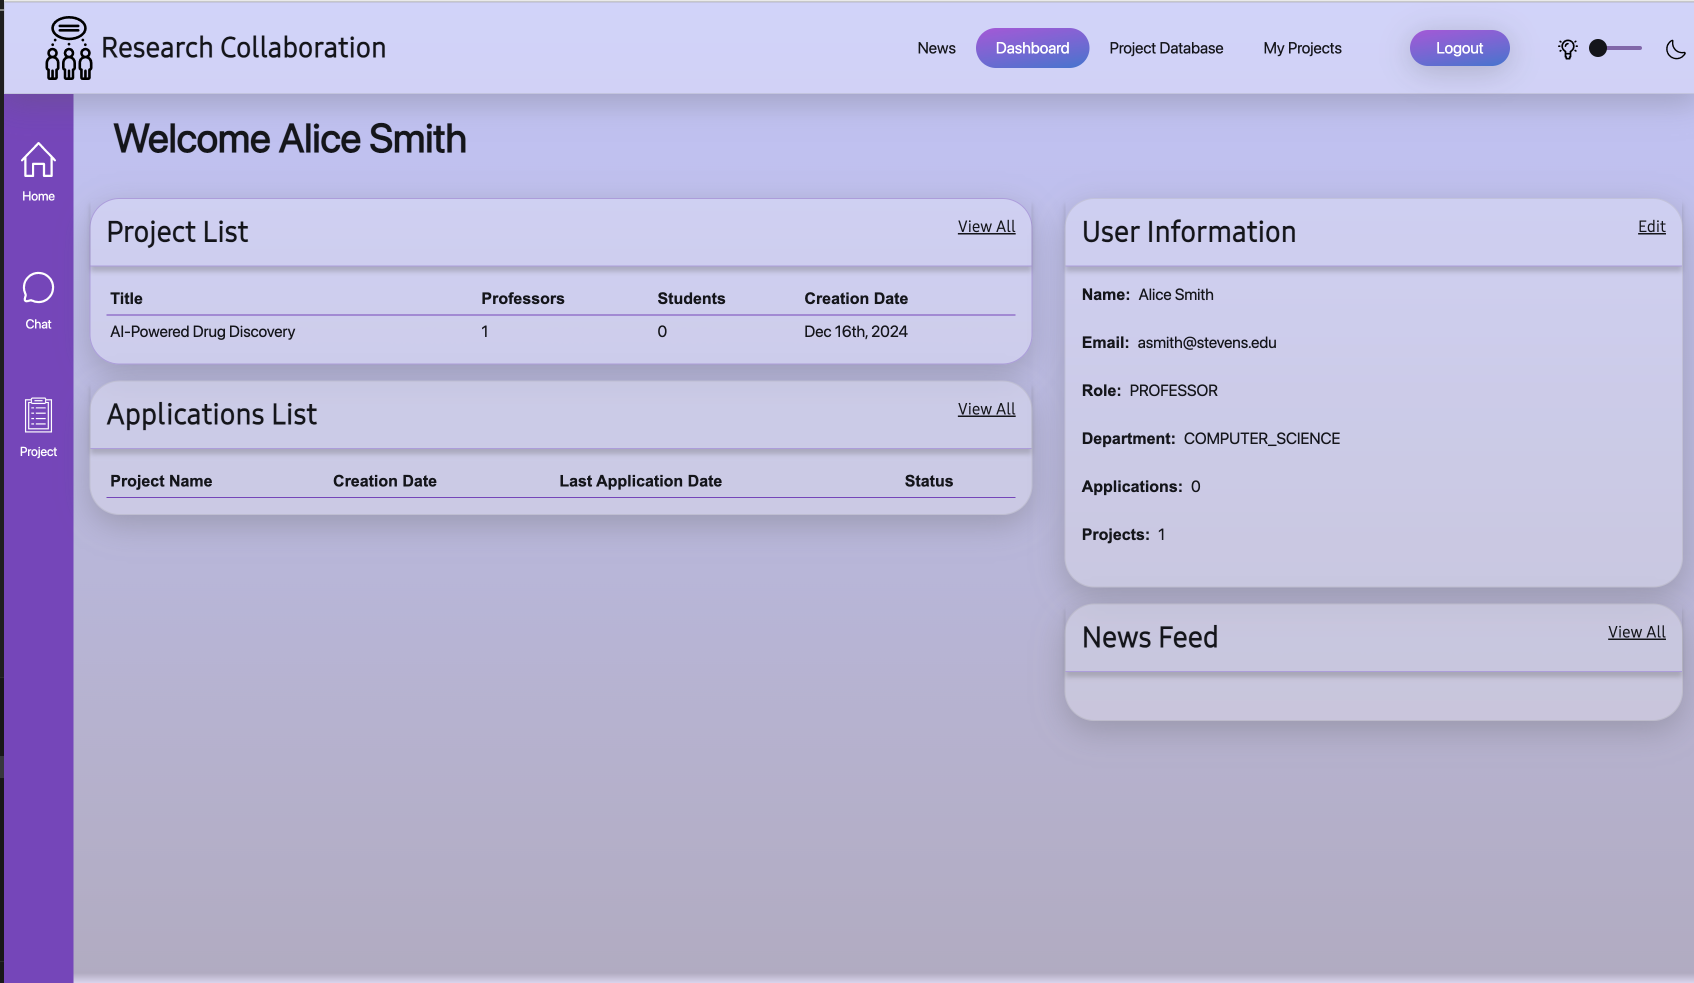 Research Collaboration
News Dashboard Project Database My Projects Logout
Home
Chat
Project
Welcome Alice Smith
Project List View All
Title Professors Students Creation Date
AI-Powered Drug Discovery 1 0 Dec 16th, 2024
Applications List View All
Project Name Creation Date Last Application Date Status
User Information Edit
Name: Alice Smith
Email: asmith@stevens.edu
Role: PROFESSOR
Department: COMPUTER_SCIENCE
Applications: 0
Projects: 1
News Feed View All